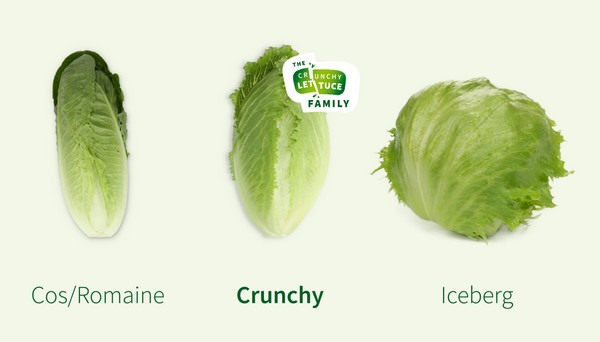 THE
CRUNCHY
LETTUCE
FAMILY
Cos/Romaine
Crunchy
Iceberg